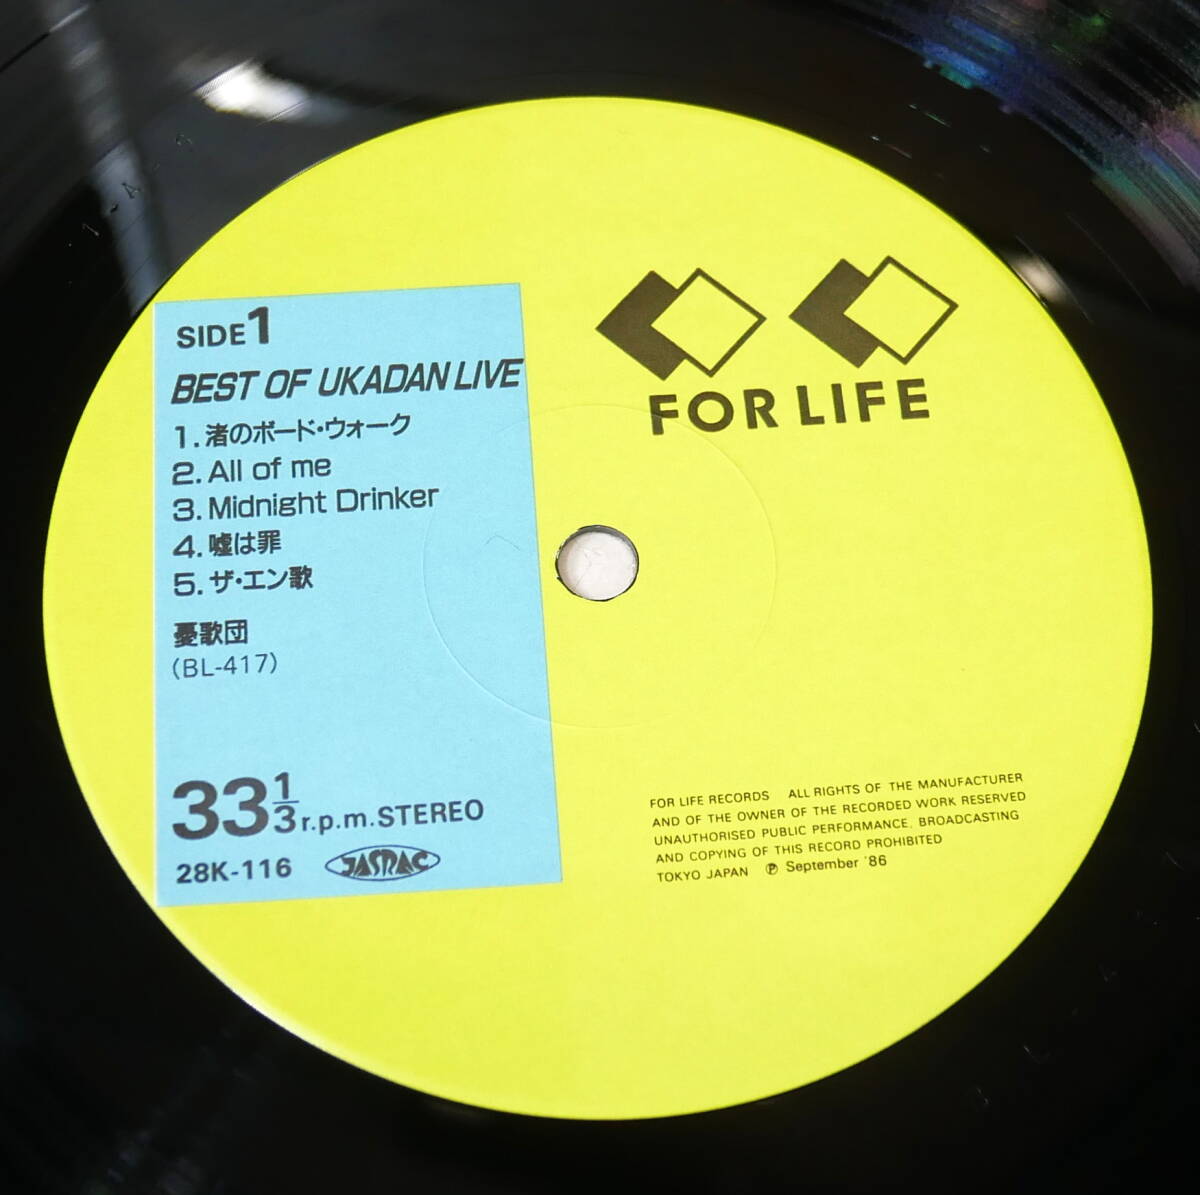 SIDE 1
BEST OF UKADAN LIVE
1. 渚のボード・ウォーク
2. All of me
3. Midnight Drinker
4. 嘘は罪
5. ザ・エン歌
憂歌団
(BL-417)
33 1/3 r.p.m. STEREO
28K-116 JASRAC
FOR LIFE
FOR LIFE RECORDS ALL RIGHTS OF THE MANUFACTURER
AND OF THE OWNER OF THE RECORDED WORK RESERVED
UNAUTHORISED PUBLIC PERFORMANCE, BROADCASTING
AND COPYING OF THIS RECORD PROHIBITED
TOKYO JAPAN Ⓟ September '86